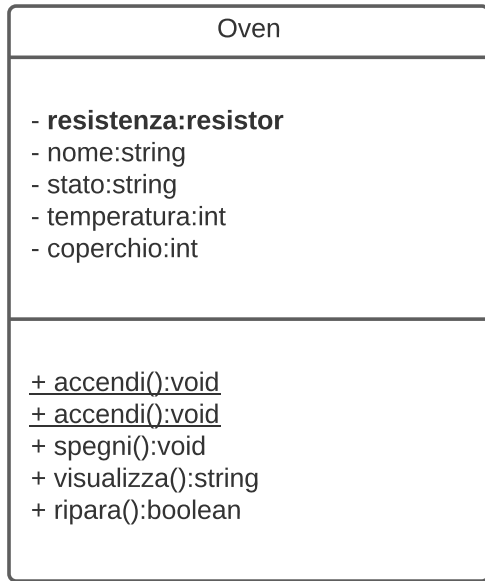 Oven
- resistenza:resistor
- nome:string
- stato:string
- temperatura:int
- coperchio:int
+ accendi():void
+ accendi():void
+ spegni():void
+ visualizza():string
+ ripara():boolean